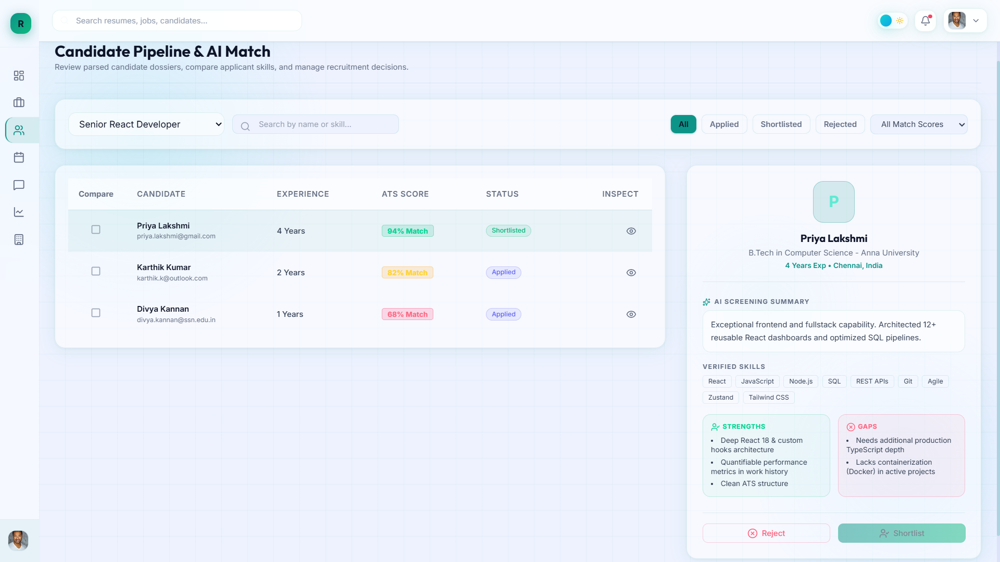 R
Search resumes, jobs, candidates...
Candidate Pipeline & AI Match
Review parsed candidate dossiers, compare applicant skills, and manage recruitment decisions.
Senior React Developer
Search by name or skill...
All
Applied
Shortlisted
Rejected
All Match Scores
Compare CANDIDATE EXPERIENCE ATS SCORE STATUS INSPECT
Priya Lakshmi
priya.lakshmi@gmail.com
4 Years
94% Match
Shortlisted
Karthik Kumar
karthik.k@outlook.com
2 Years
82% Match
Applied
Divya Kannan
divya.kannan@ssn.edu.in
1 Years
68% Match
Applied
P
Priya Lakshmi
B.Tech in Computer Science - Anna University
4 Years Exp • Chennai, India
AI SCREENING SUMMARY
Exceptional frontend and fullstack capability. Architected 12+
reusable React dashboards and optimized SQL pipelines.
VERIFIED SKILLS
React JavaScript Node.js SQL REST APIs Git Agile
Zustand Tailwind CSS
STRENGTHS
• Deep React 18 & custom
hooks architecture
• Quantifiable performance
metrics in work history
• Clean ATS structure
GAPS
• Needs additional production
TypeScript depth
• Lacks containerization
(Docker) in active projects
Reject
Shortlist